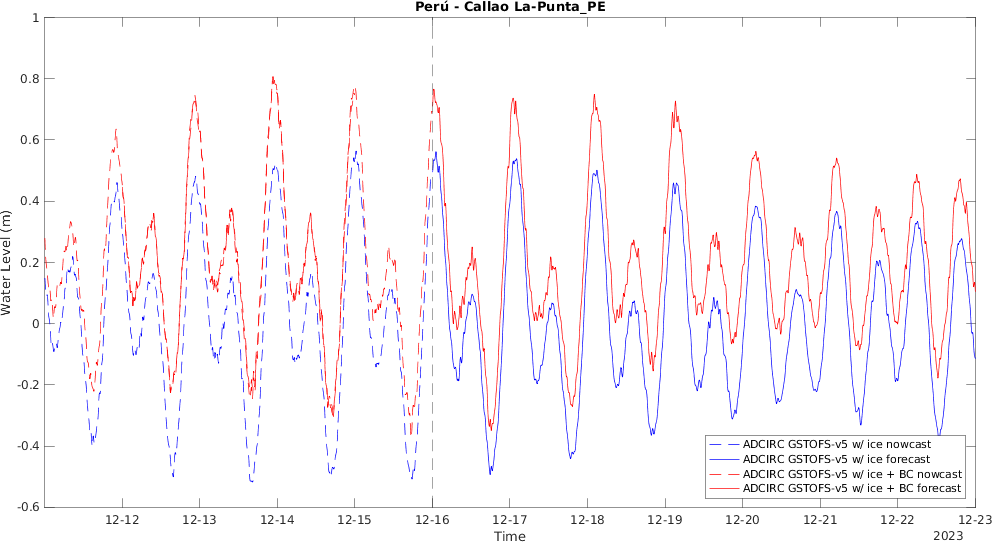 Perú - Callao La-Punta_PE
1
0.8
0.6
0.4
0.2
0
-0.2
-0.4
-0.6
Water Level (m)
ADCIRC GSTOFS-v5 w/ ice nowcast
ADCIRC GSTOFS-v5 w/ ice forecast
ADCIRC GSTOFS-v5 w/ ice + BC nowcast
ADCIRC GSTOFS-v5 w/ ice + BC forecast
12-12 12-13 12-14 12-15 12-16 12-17 12-18 12-19 12-20 12-21 12-22 12-23
Time
2023